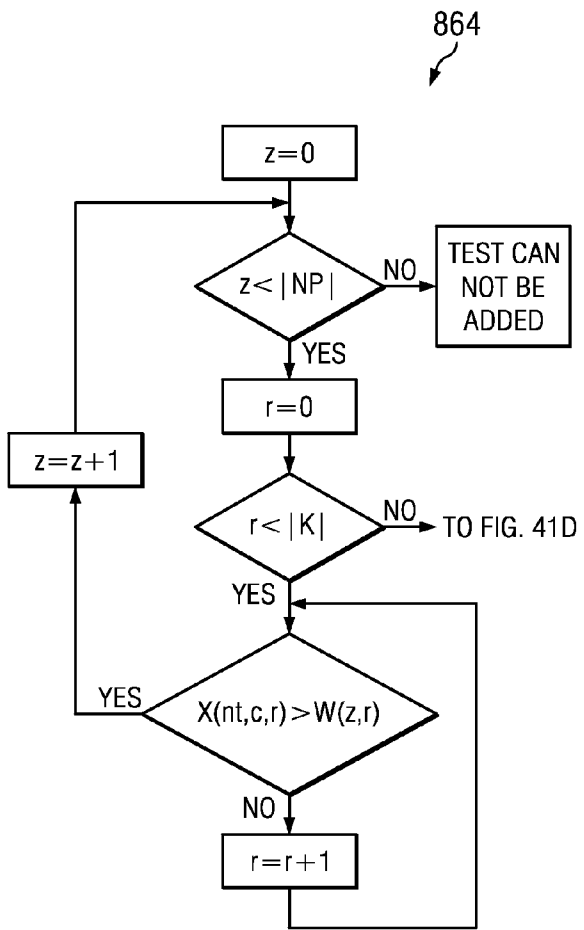 864
z=0
z<|NP|
NO
TEST CAN
NOT BE
ADDED
YES
r=0
z=z+1
r<|K|
NO
TO FIG. 41D
YES
YES
X(nt,c,r)>W(z,r)
NO
r=r+1